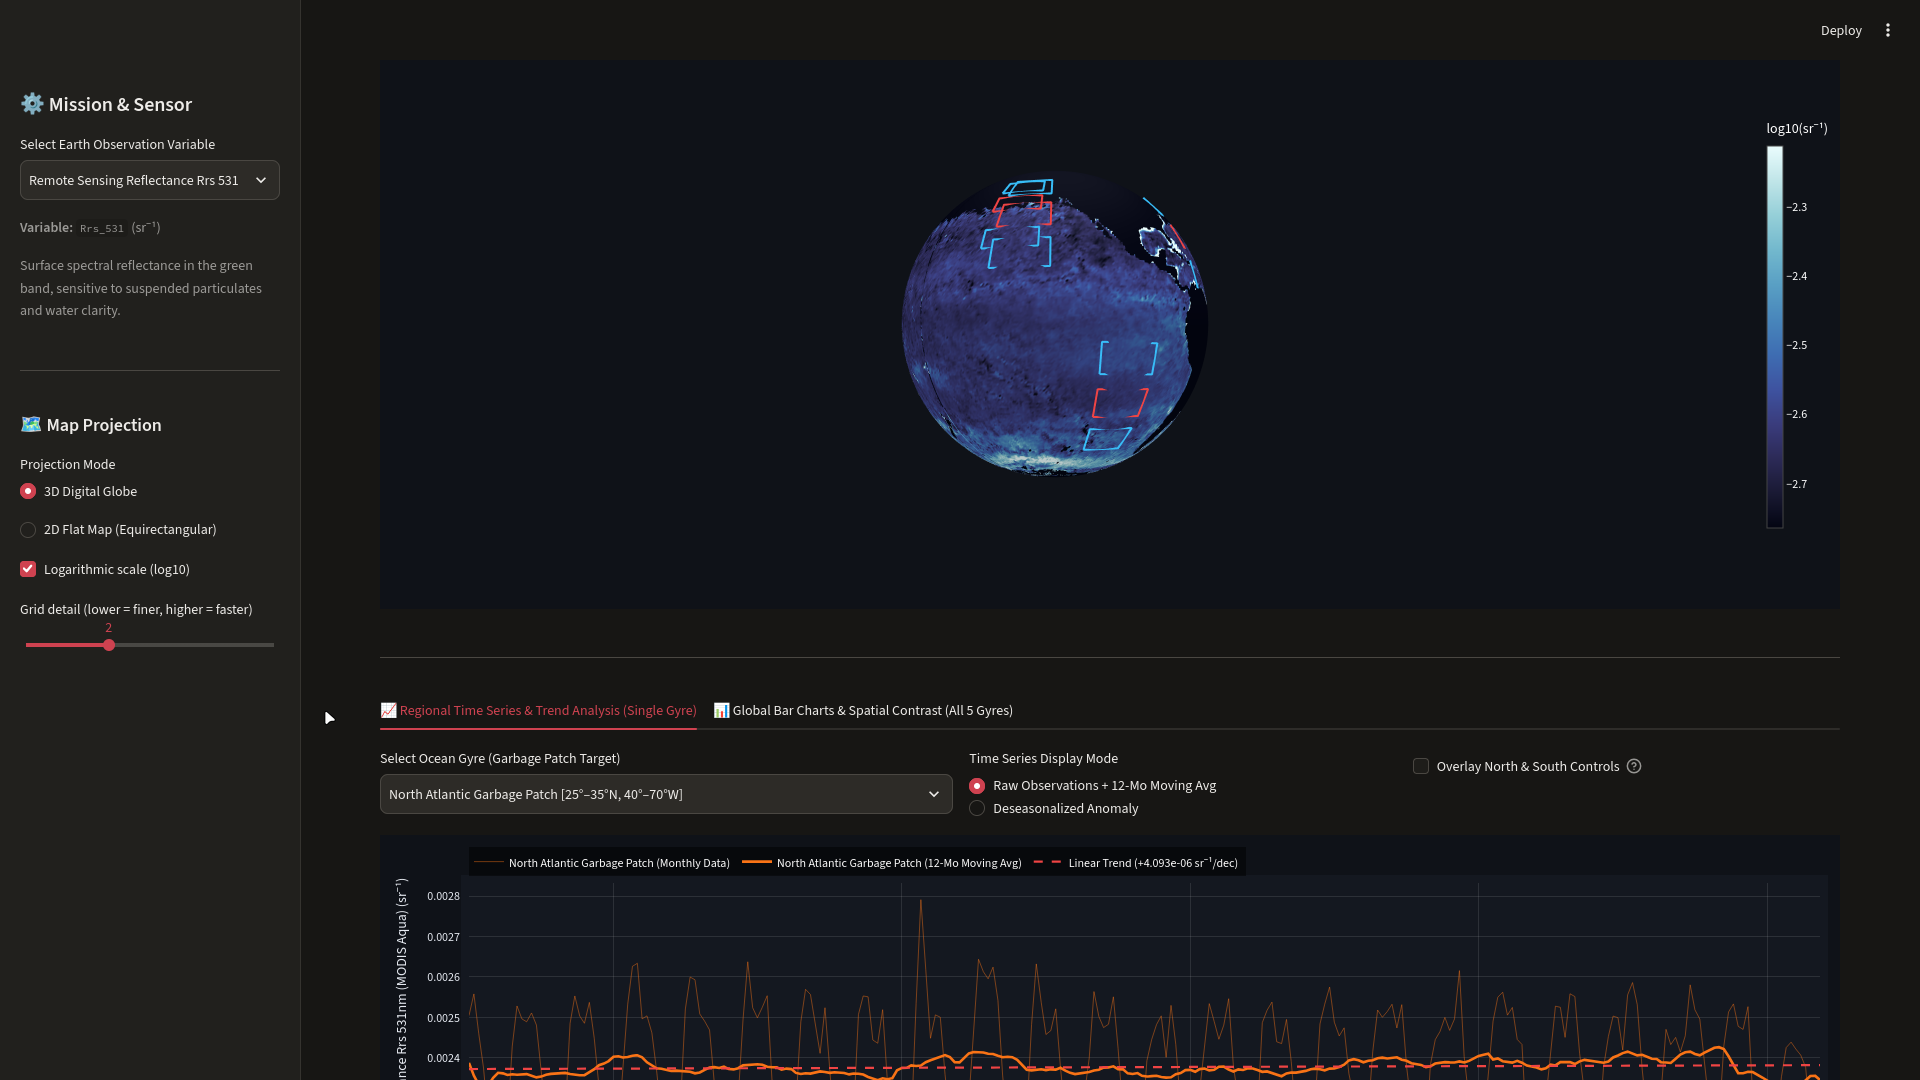 Deploy
⚙️ Mission & Sensor
Select Earth Observation Variable
Remote Sensing Reflectance Rrs 531
Variable: Rrs_531 (sr⁻¹)
Surface spectral reflectance in the green
band, sensitive to suspended particulates
and water clarity.
🗺️ Map Projection
Projection Mode
3D Digital Globe
2D Flat Map (Equirectangular)
Logarithmic scale (log10)
Grid detail (lower = finer, higher = faster)
2
log10(sr⁻¹)
−2.3
−2.4
−2.5
−2.6
−2.7
📈 Regional Time Series & Trend Analysis (Single Gyre)
📊 Global Bar Charts & Spatial Contrast (All 5 Gyres)
Select Ocean Gyre (Garbage Patch Target)
North Atlantic Garbage Patch [25°–35°N, 40°–70°W]
Time Series Display Mode
Raw Observations + 12-Mo Moving Avg
Deseasonalized Anomaly
Overlay North & South Controls
North Atlantic Garbage Patch (Monthly Data)
North Atlantic Garbage Patch (12-Mo Moving Avg)
Linear Trend (+4.093e-06 sr⁻¹/dec)
Rrs 531nm (MODIS Aqua) (sr⁻¹)
0.0028
0.0027
0.0026
0.0025
0.0024